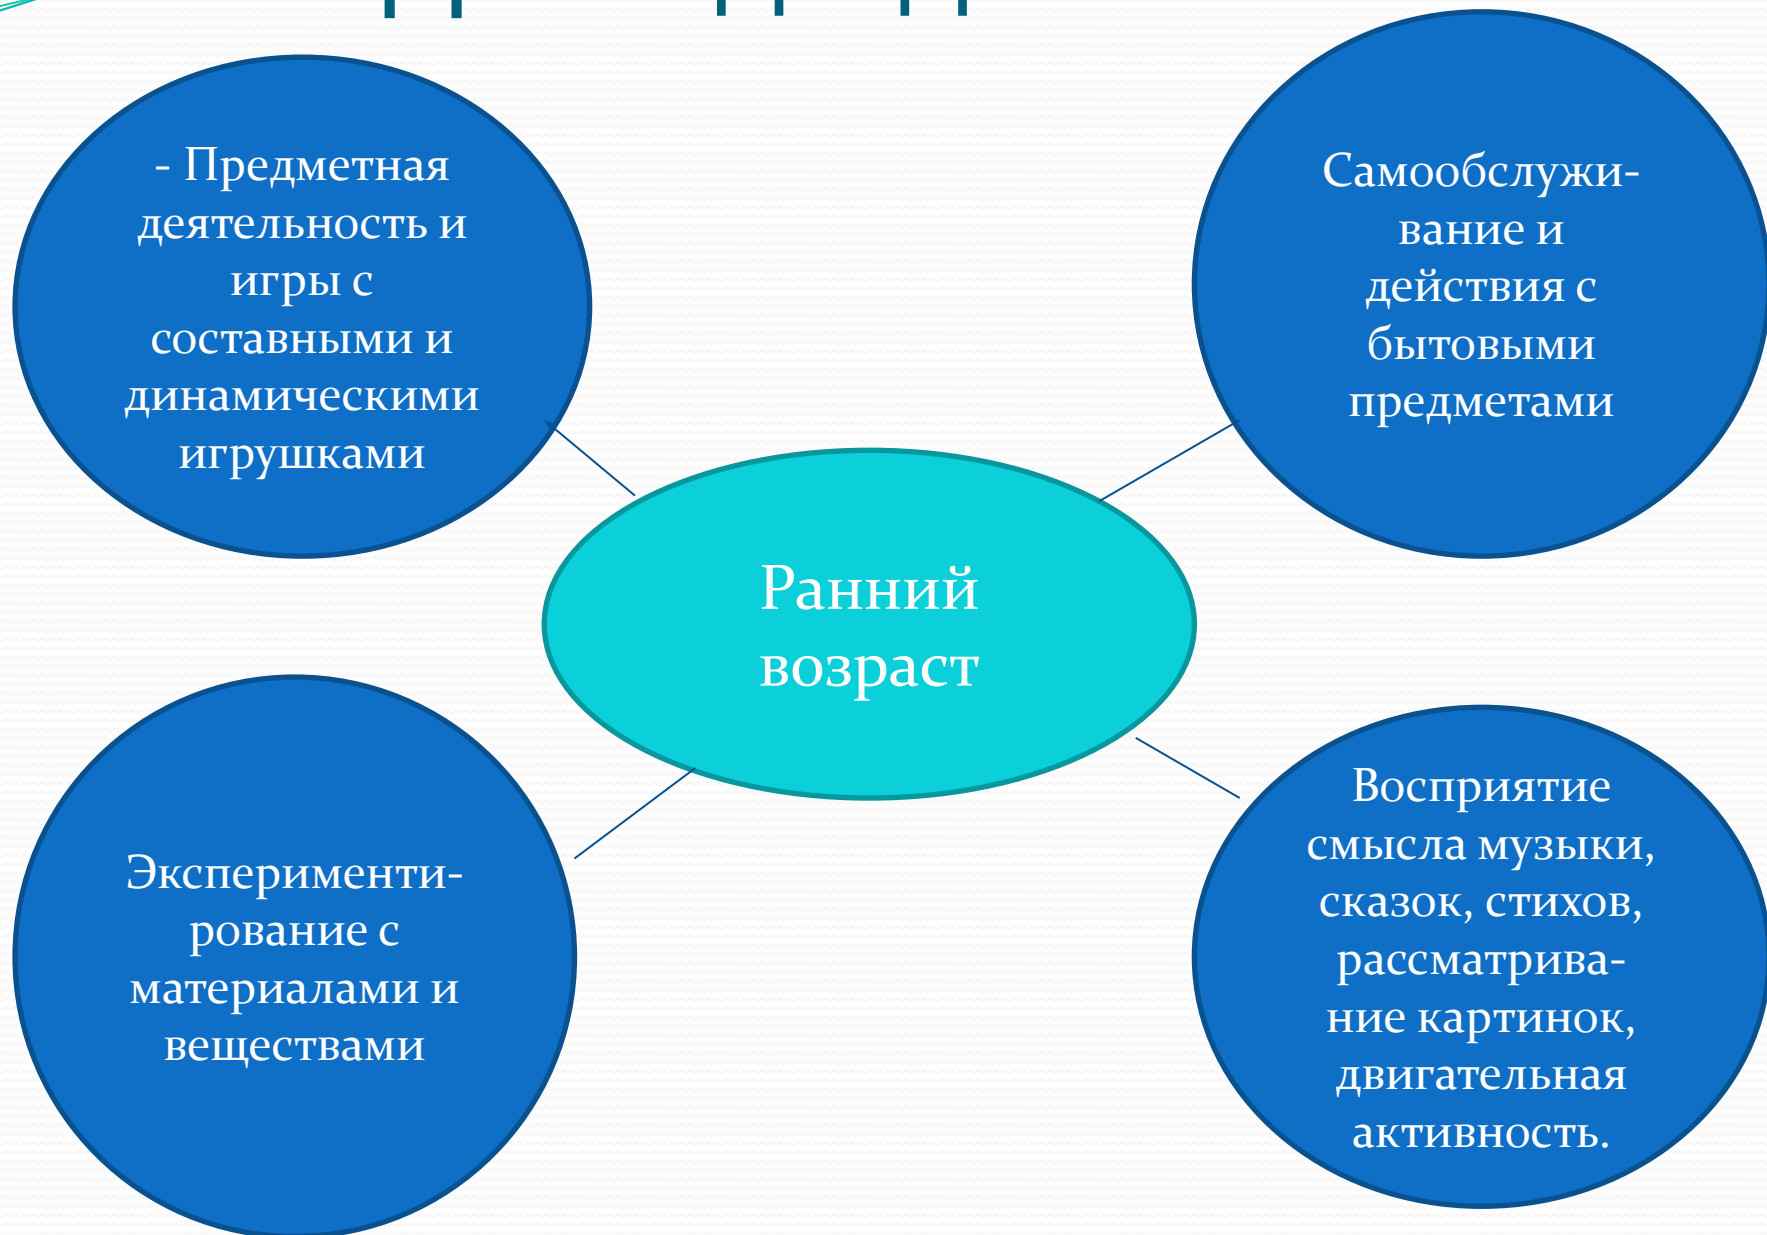 - Предметная
деятельность и
игры с
составными и
динамическими
игрушками
Самообслужи-
вание и
действия с
бытовыми
предметами
Ранний
возраст
Эксперименти-
рование с
материалами и
веществами
Восприятие
смысла музыки,
сказок, стихов,
рассматрива-
ние картинок,
двигательная
активность.